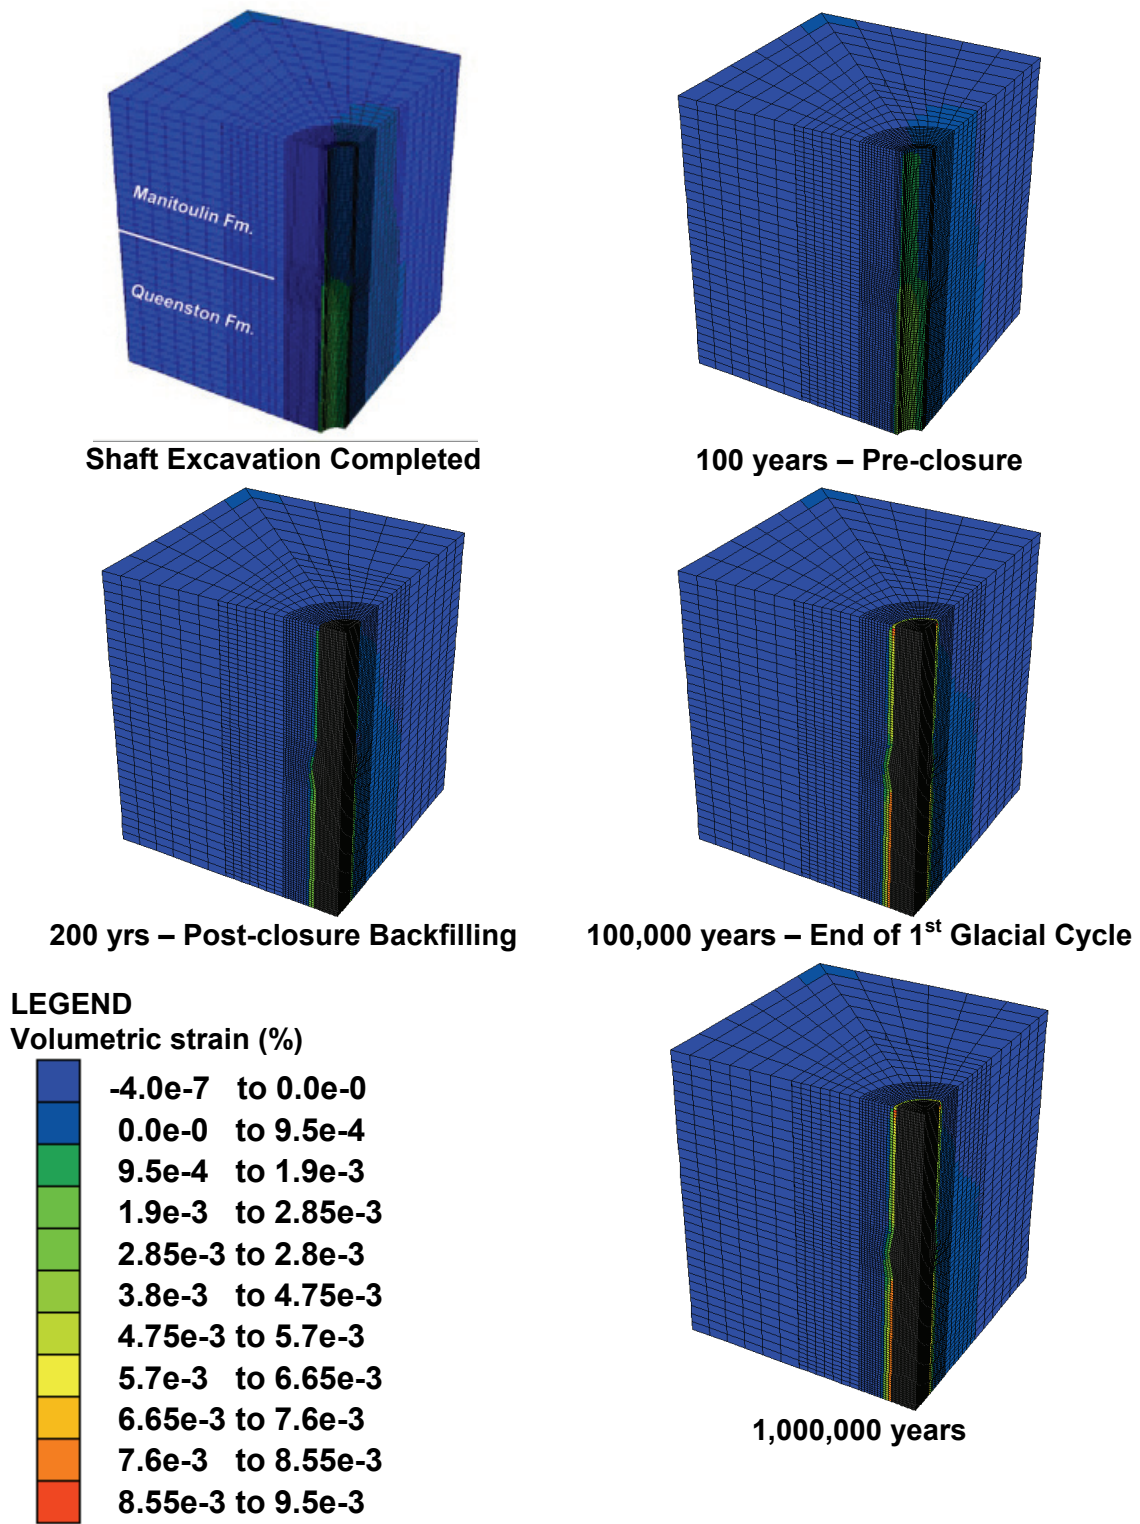 Manitoulin Fm.
Queenston Fm.
Shaft Excavation Completed
100 years – Pre-closure
200 yrs – Post-closure Backfilling
100,000 years – End of 1st Glacial Cycle
LEGEND
Volumetric strain (%)
-4.0e-7 to 0.0e-0
0.0e-0 to 9.5e-4
9.5e-4 to 1.9e-3
1.9e-3 to 2.85e-3
2.85e-3 to 2.8e-3
3.8e-3 to 4.75e-3
4.75e-3 to 5.7e-3
5.7e-3 to 6.65e-3
6.65e-3 to 7.6e-3
7.6e-3 to 8.55e-3
8.55e-3 to 9.5e-3
1,000,000 years